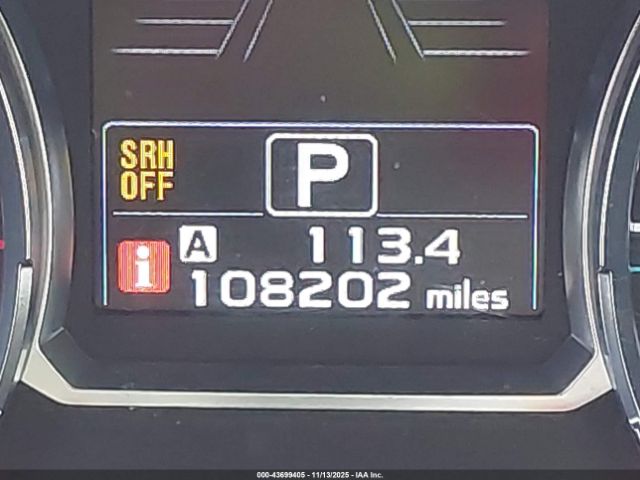 SRH
OFF
P
A 113.4
i 108202 miles
000-43699405 - 11/13/2025 - IAA Inc.